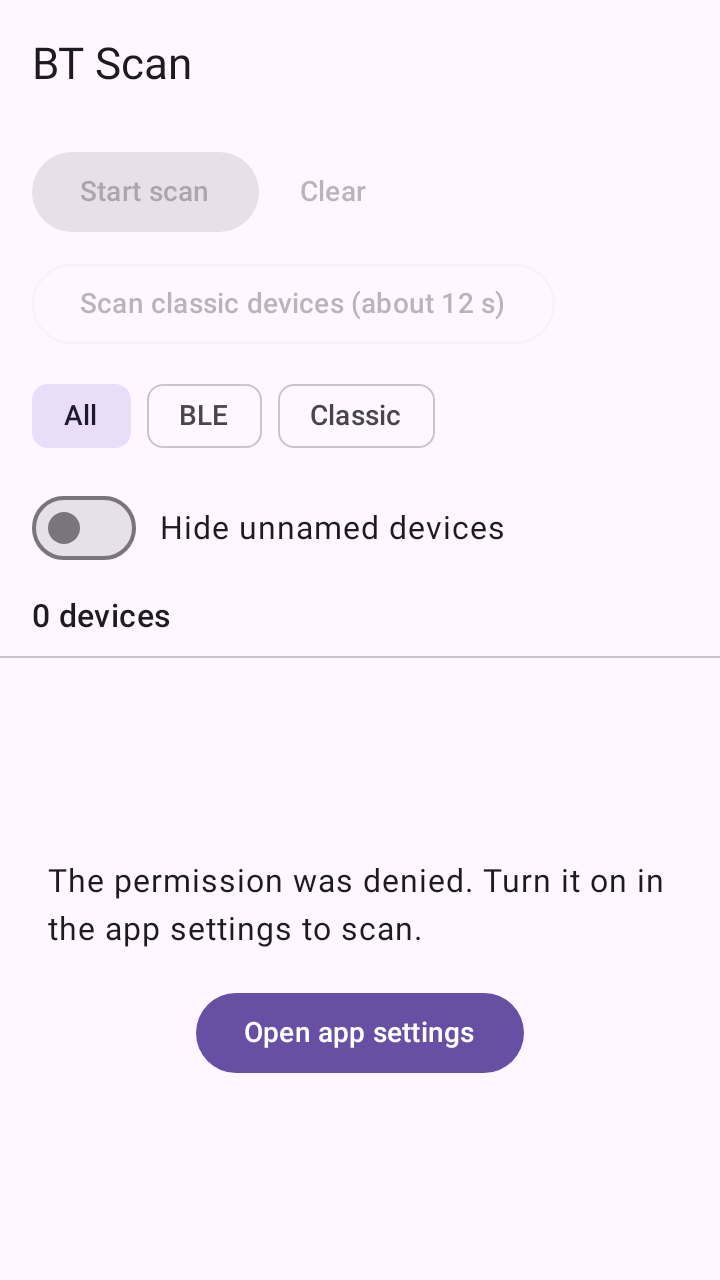 BT Scan
Start scan Clear
Scan classic devices (about 12 s)
All BLE Classic
Hide unnamed devices
0 devices
The permission was denied. Turn it on in
the app settings to scan.
Open app settings